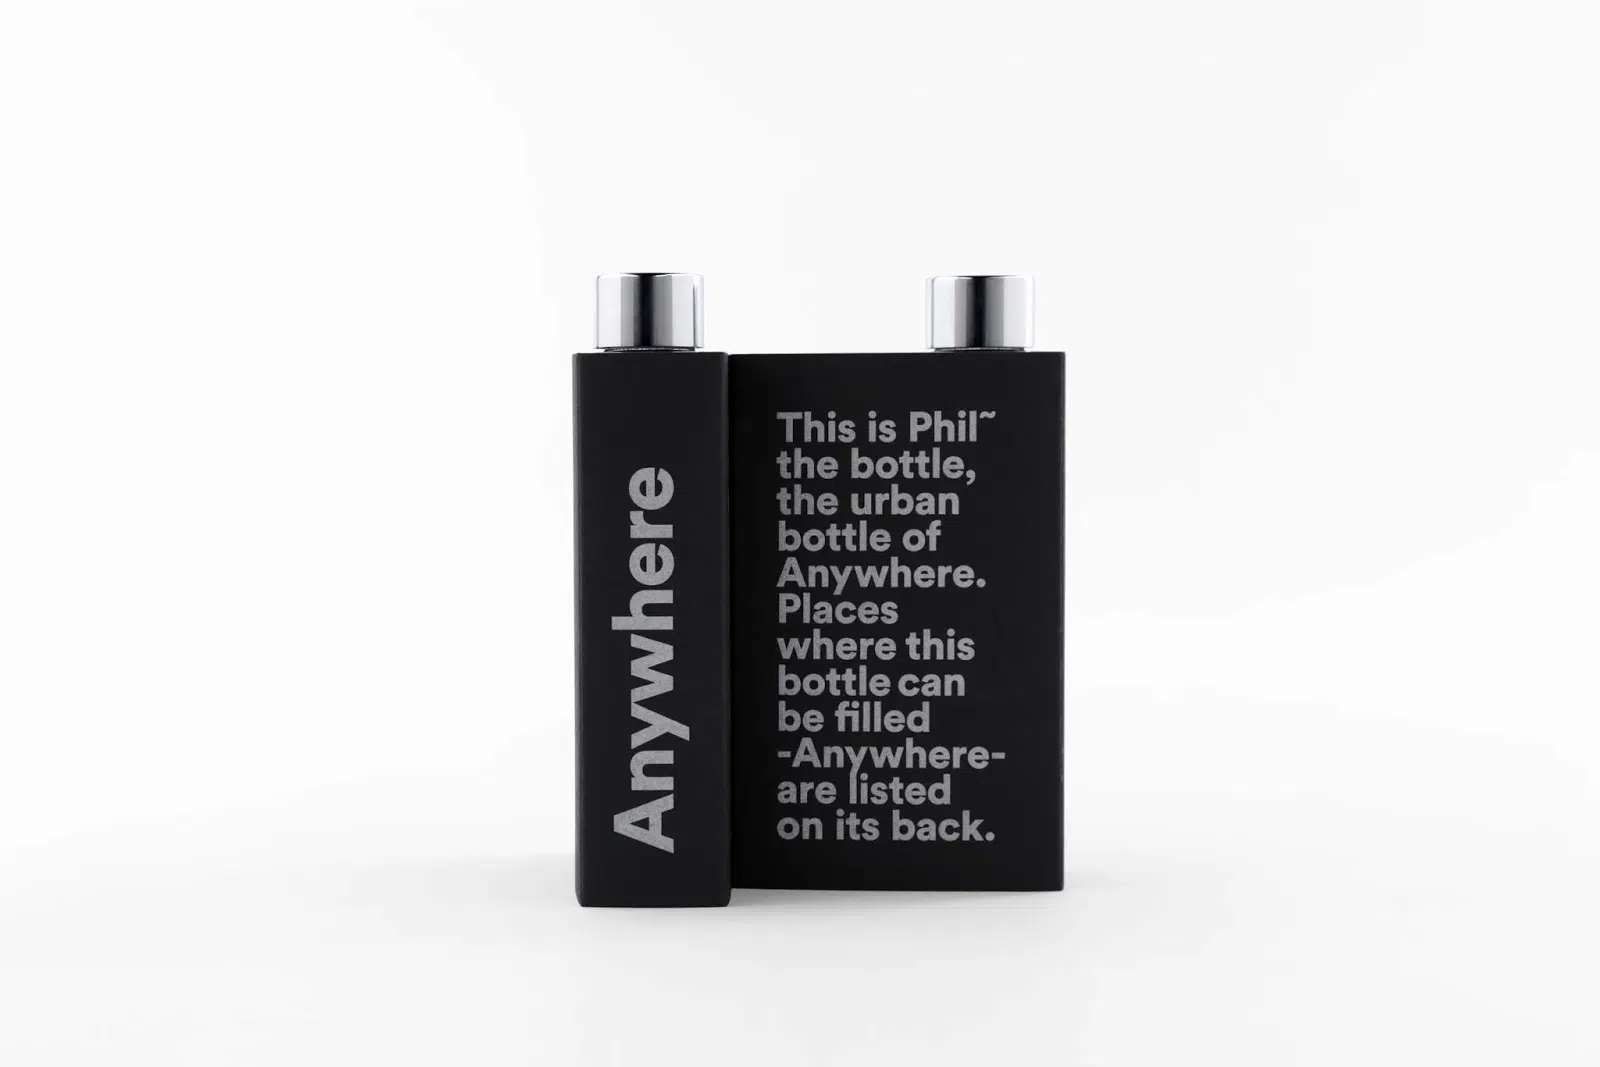 Anywhere
This is Phil~
the bottle,
the urban
bottle of
Anywhere.
Places
where this
bottle can
be filled
-Anywhere-
are listed
on its back.